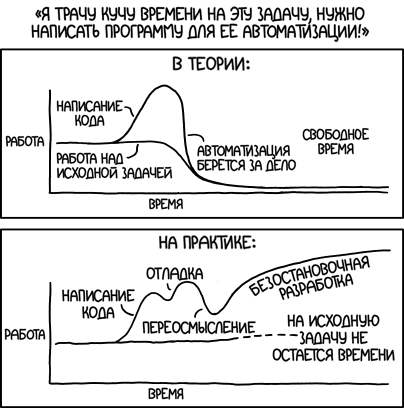 «Я ТРАЧУ КУЧУ ВРЕМЕНИ НА ЭТУ ЗАДАЧУ, НУЖНО
НАПИСАТЬ ПРОГРАММУ ДЛЯ ЕЕ АВТОМАТИЗАЦИИ!»
В ТЕОРИИ:
НАПИСАНИЕ
КОДА
РАБОТА
РАБОТА НАД
ИСХОДНОЙ ЗАДАЧЕЙ
АВТОМАТИЗАЦИЯ
БЕРЕТСЯ ЗА ДЕЛО
СВОБОДНОЕ
ВРЕМЯ
ВРЕМЯ
НА ПРАКТИКЕ:
НАПИСАНИЕ
КОДА
ОТЛАДКА
ПЕРЕОСМЫСЛЕНИЕ
БЕЗОСТАНОВОЧНАЯ
РАЗРАБОТКА
РАБОТА
НА ИСХОДНУЮ
ЗАДАЧУ НЕ
ОСТАЕТСЯ ВРЕМЕНИ
ВРЕМЯ